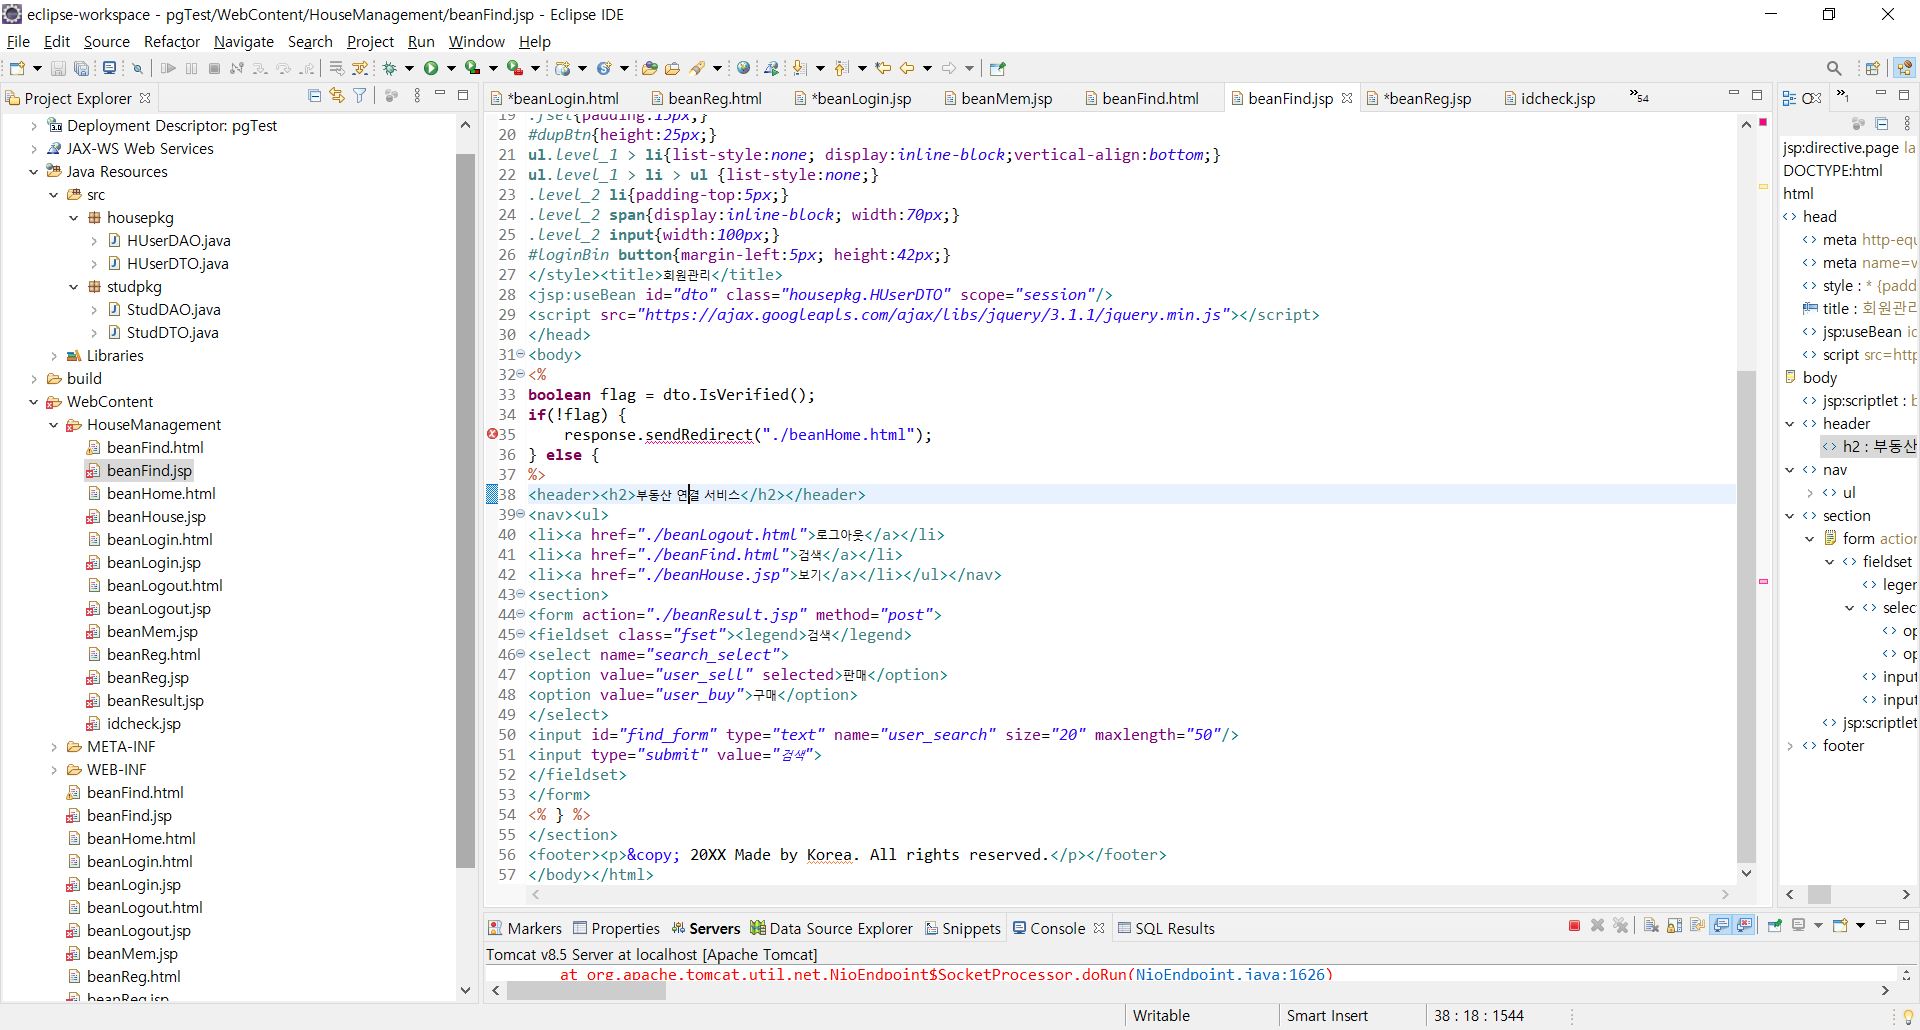 eclipse-workspace - pgTest/WebContent/HouseManagement/beanFind.jsp - Eclipse IDE
File Edit Source Refactor Navigate Search Project Run Window Help
Project Explorer
Deployment Descriptor: pgTest
JAX-WS Web Services
Java Resources
src
housepkg
HUserDAO.java
HUserDTO.java
studpkg
StudDAO.java
StudDTO.java
Libraries
build
WebContent
HouseManagement
beanFind.html
beanFind.jsp
beanHome.html
beanHouse.jsp
beanLogin.html
beanLogin.jsp
beanLogout.html
beanLogout.jsp
beanMem.jsp
beanReg.html
beanReg.jsp
beanResult.jsp
idcheck.jsp
META-INF
WEB-INF
beanFind.html
beanFind.jsp
beanHome.html
beanLogin.html
beanLogin.jsp
beanLogout.html
beanLogout.jsp
beanMem.jsp
beanReg.html
beanReg.jsp
*beanLogin.html beanReg.html *beanLogin.jsp beanMem.jsp beanFind.html beanFind.jsp *beanReg.jsp idcheck.jsp »54
19 .fset{padding:15px;}
20 #dupBtn{height:25px;}
21 ul.level_1 > li{list-style:none; display:inline-block;vertical-align:bottom;}
22 ul.level_1 > li > ul {list-style:none;}
23 .level_2 li{padding-top:5px;}
24 .level_2 span{display:inline-block; width:70px;}
25 .level_2 input{width:100px;}
26 #loginBin button{margin-left:5px; height:42px;}
27 </style><title>회원관리</title>
28 <jsp:useBean id="dto" class="housepkg.HUserDTO" scope="session"/>
29 <script src="https://ajax.googleapls.com/ajax/libs/jquery/3.1.1/jquery.min.js"></script>
30 </head>
31 <body>
32 <%
33 boolean flag = dto.IsVerified();
34 if(!flag) {
35 response.sendRedirect("./beanHome.html");
36 } else {
37 %>
38 <header><h2>부동산 연결 서비스</h2></header>
39 <nav><ul>
40 <li><a href="./beanLogout.html">로그아웃</a></li>
41 <li><a href="./beanFind.html">검색</a></li>
42 <li><a href="./beanHouse.jsp">보기</a></li></ul></nav>
43 <section>
44 <form action="./beanResult.jsp" method="post">
45 <fieldset class="fset"><legend>검색</legend>
46 <select name="search_select">
47 <option value="user_sell" selected>판매</option>
48 <option value="user_buy">구매</option>
49 </select>
50 <input id="find_form" type="text" name="user_search" size="20" maxlength="50"/>
51 <input type="submit" value="검색">
52 </fieldset>
53 </form>
54 <% } %>
55 </section>
56 <footer><p>&copy; 20XX Made by Korea. All rights reserved.</p></footer>
57 </body></html>
»1
jsp:directive.page la
DOCTYPE:html
html
head
meta http-equ
meta name=v
style : * {padd
title : 회원관리
jsp:useBean id
script src=http
body
jsp:scriptlet : b
header
h2 : 부동산
nav
ul
section
form action
fieldset
leger
selec
op
op
input
input
jsp:scriptlet
footer
Markers Properties Servers Data Source Explorer Snippets Console SQL Results
Tomcat v8.5 Server at localhost [Apache Tomcat]
at org.apache.tomcat.util.net.NioEndpoint$SocketProcessor.doRun(NioEndpoint.java:1626)
Writable Smart Insert 38 : 18 : 1544